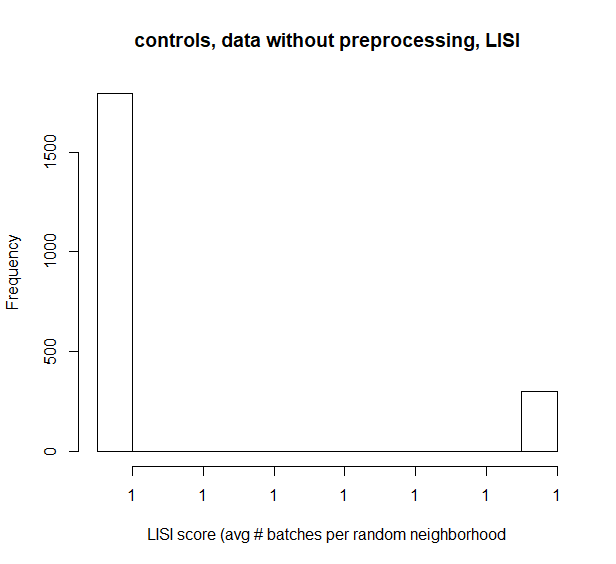 controls, data without preprocessing, LISI
Frequency
1500
1000
500
0
1 1 1 1 1 1 1
LISI score (avg # batches per random neighborhood